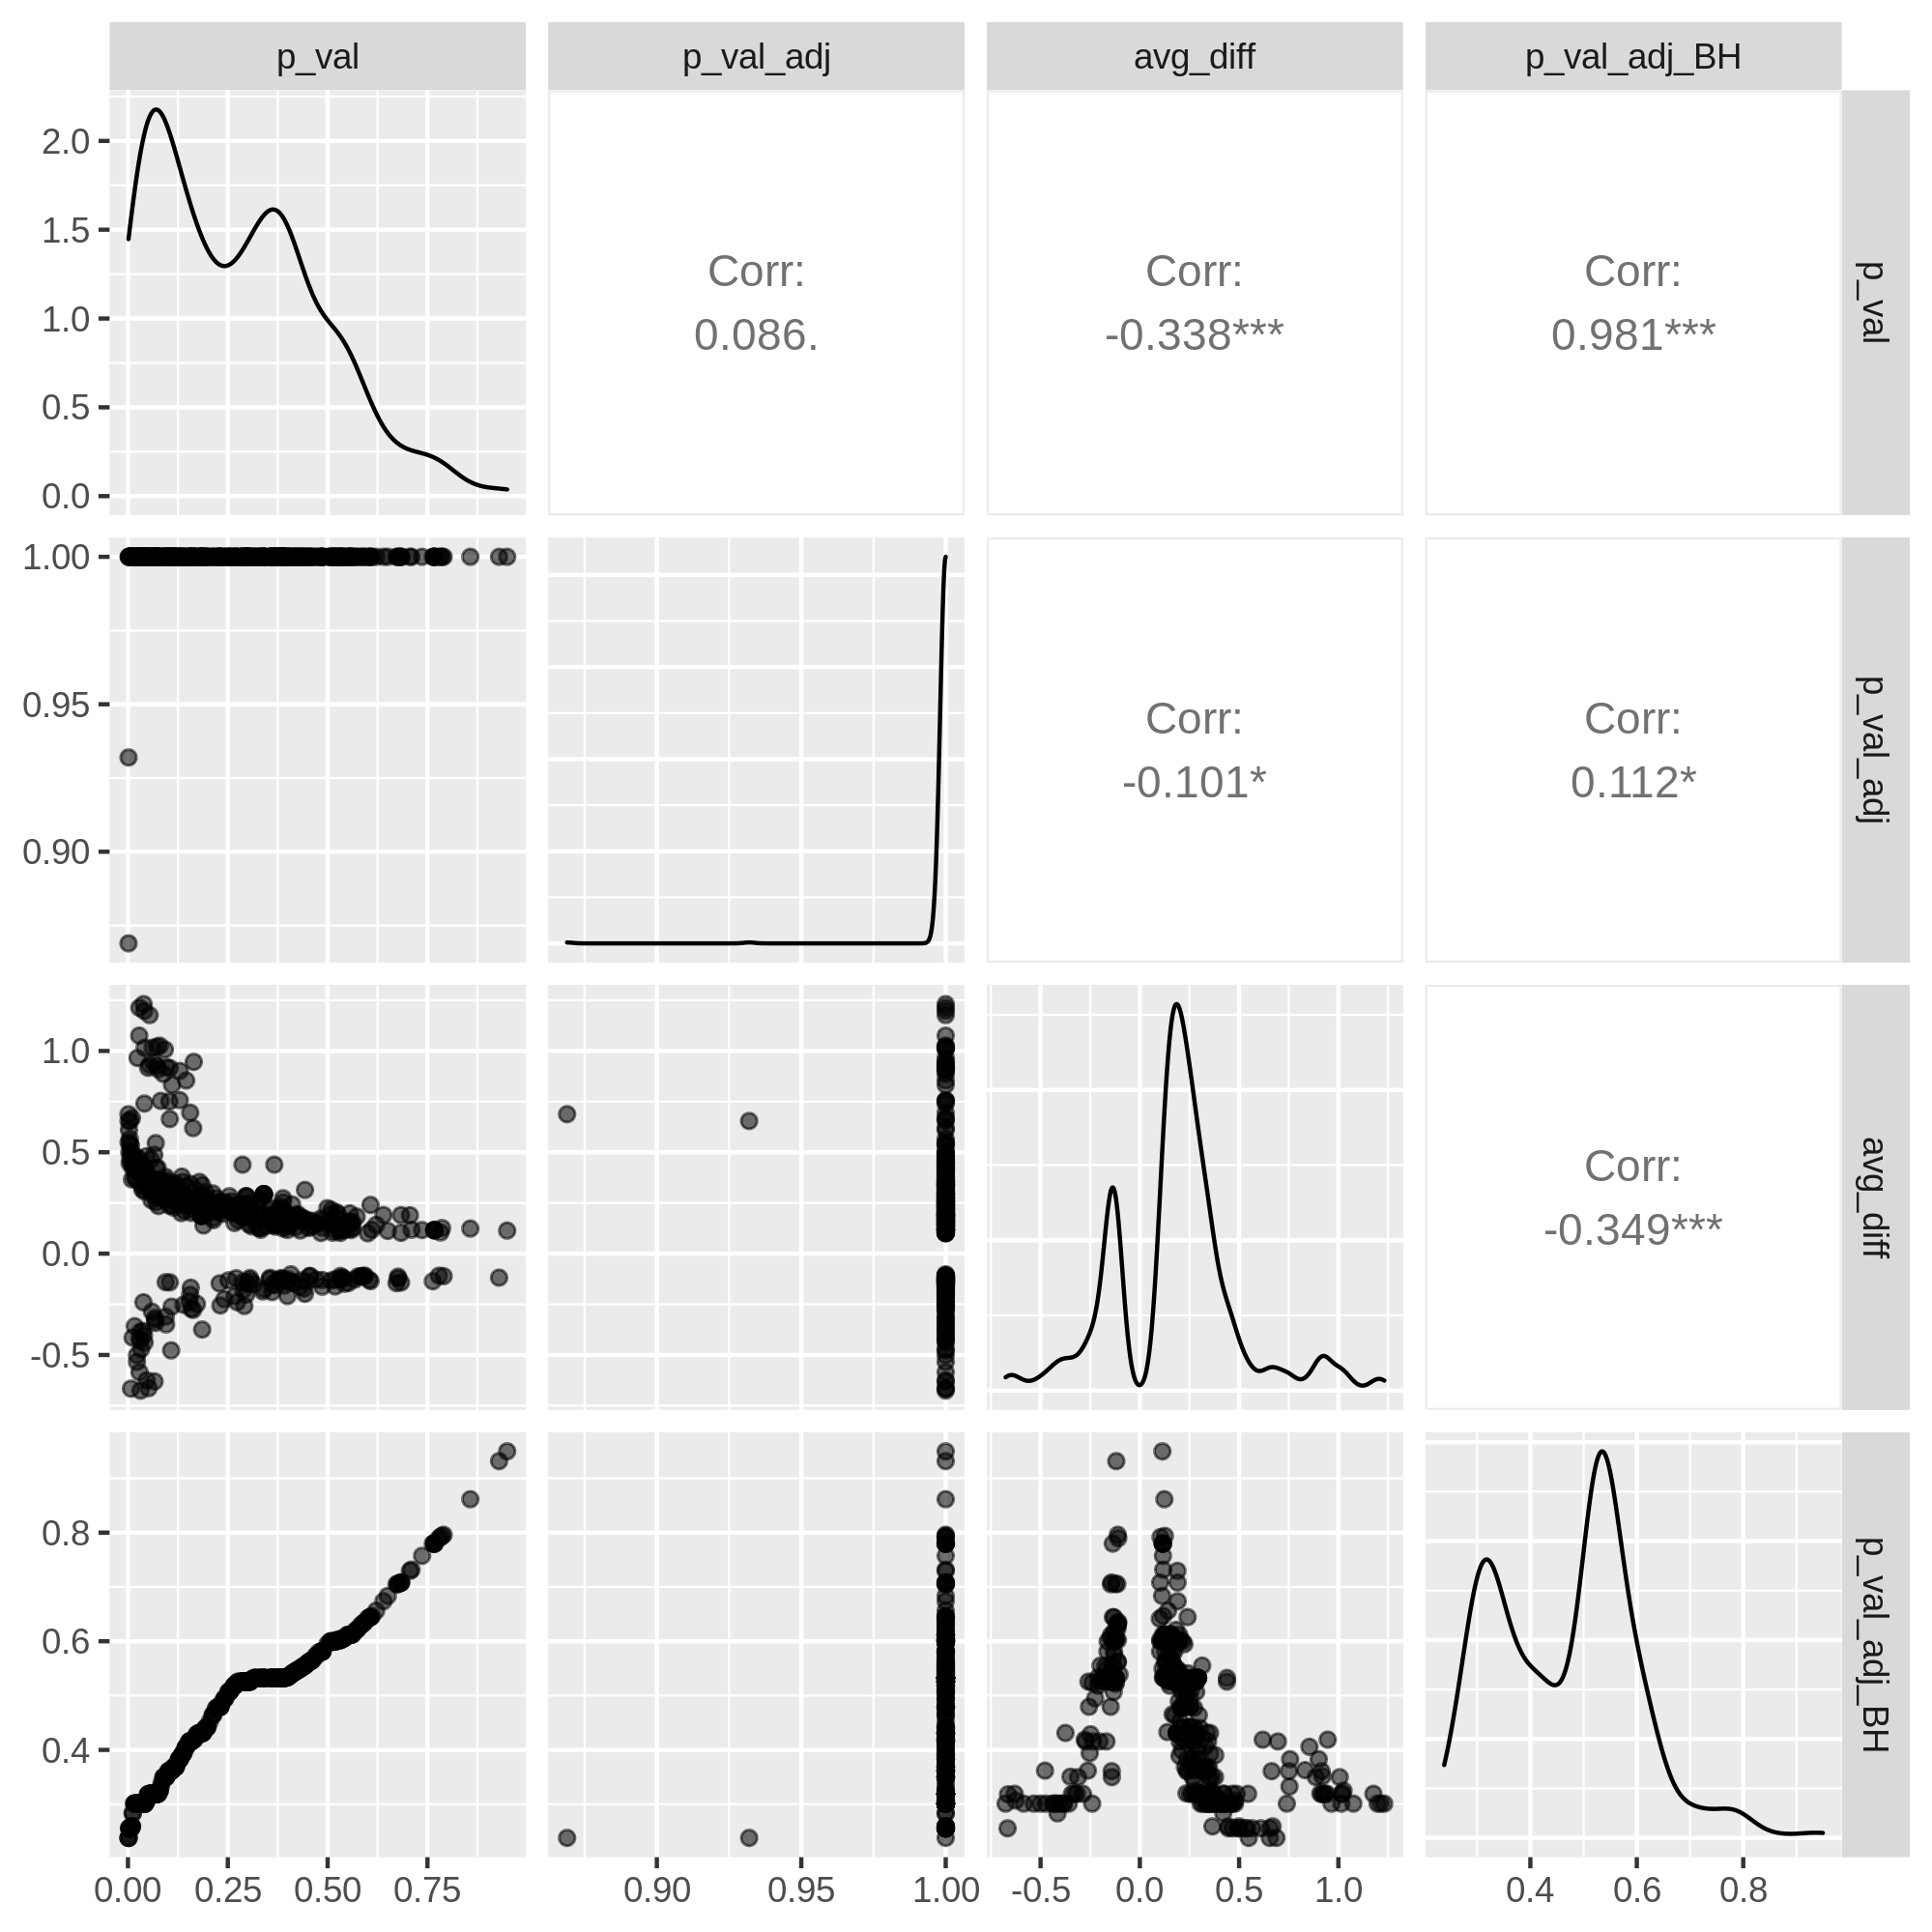 p_val p_val_adj avg_diff p_val_adj_BH
2.0
1.5
1.0
0.5
0.0
Corr:
0.086.
Corr:
-0.338***
Corr:
0.981***
p_val
1.00
0.95
0.90
Corr:
-0.101*
Corr:
0.112*
p_val_adj
1.0
0.5
0.0
-0.5
Corr:
-0.349***
avg_diff
0.8
0.6
0.4
p_val_adj_BH
0.00 0.25 0.50 0.75
0.90 0.95 1.00
-0.5 0.0 0.5 1.0
0.4 0.6 0.8